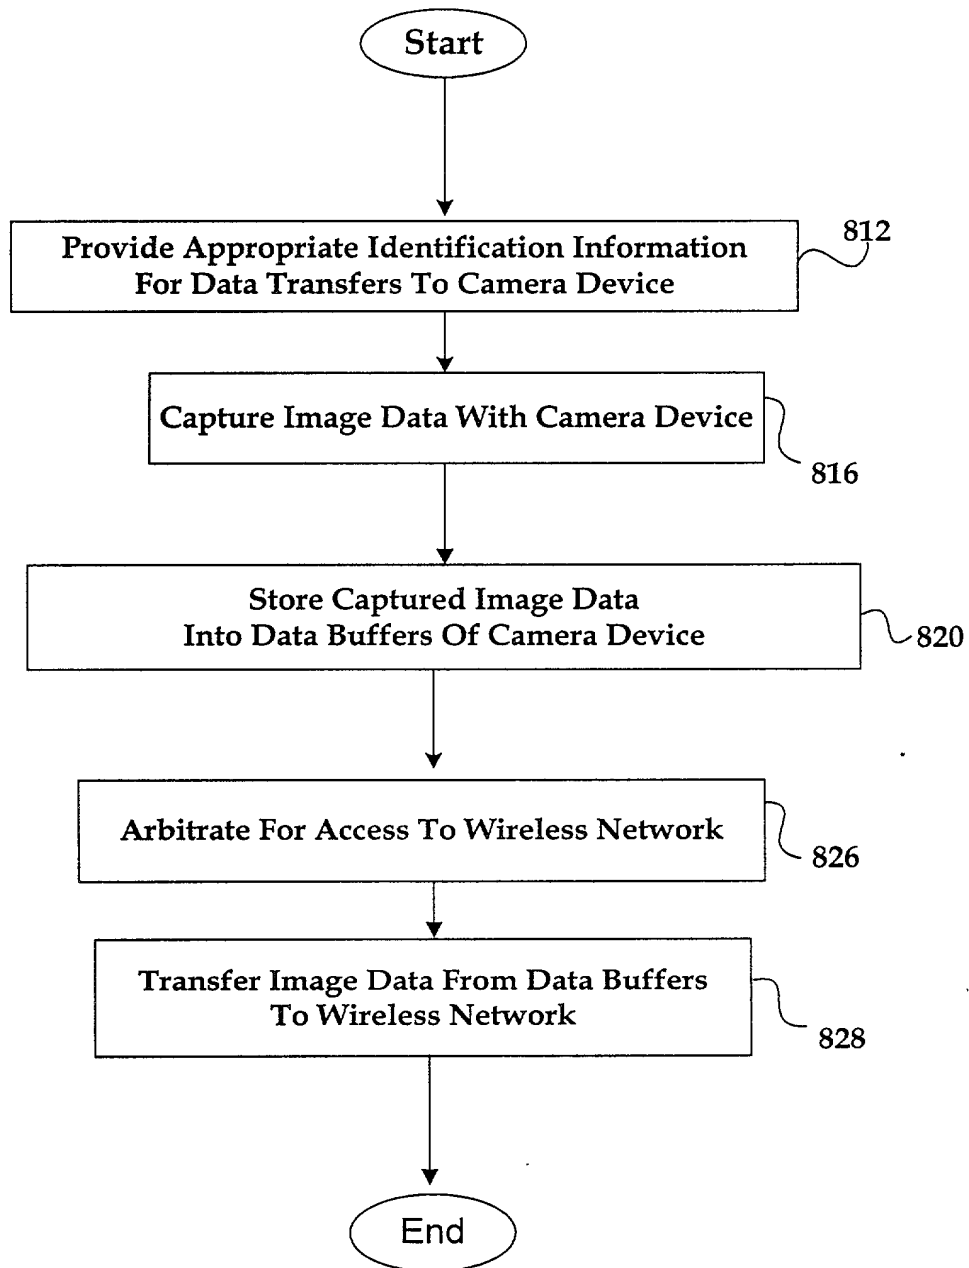 Start
Provide Appropriate Identification Information
For Data Transfers To Camera Device
812
Capture Image Data With Camera Device
816
Store Captured Image Data
Into Data Buffers Of Camera Device
820
Arbitrate For Access To Wireless Network
826
Transfer Image Data From Data Buffers
To Wireless Network
828
End